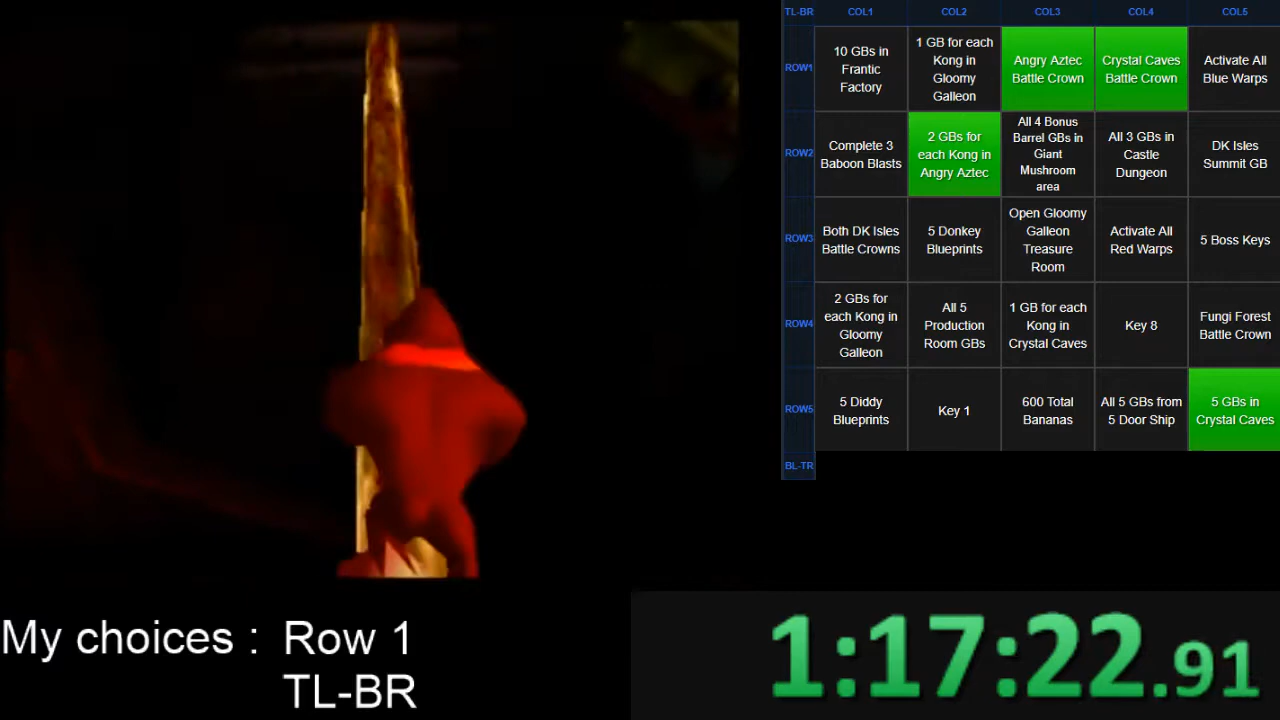 TL-BR COL1 COL2 COL3 COL4 COL5
ROW1
10 GBs in
Frantic
Factory
1 GB for each
Kong in
Gloomy
Galleon
Angry Aztec
Battle Crown
Crystal Caves
Battle Crown
Activate All
Blue Warps
ROW2
Complete 3
Baboon Blasts
2 GBs for
each Kong in
Angry Aztec
All 4 Bonus
Barrel GBs in
Giant
Mushroom
area
All 3 GBs in
Castle
Dungeon
DK Isles
Summit GB
ROW3
Both DK Isles
Battle Crowns
5 Donkey
Blueprints
Open Gloomy
Galleon
Treasure
Room
Activate All
Red Warps
5 Boss Keys
ROW4
2 GBs for
each Kong in
Gloomy
Galleon
All 5
Production
Room GBs
1 GB for each
Kong in
Crystal Caves
Key 8
Fungi Forest
Battle Crown
ROW5
5 Diddy
Blueprints
Key 1
600 Total
Bananas
All 5 GBs from
5 Door Ship
5 GBs in
Crystal Caves
BL-TR
My choices : Row 1
TL-BR
1:17:22.91